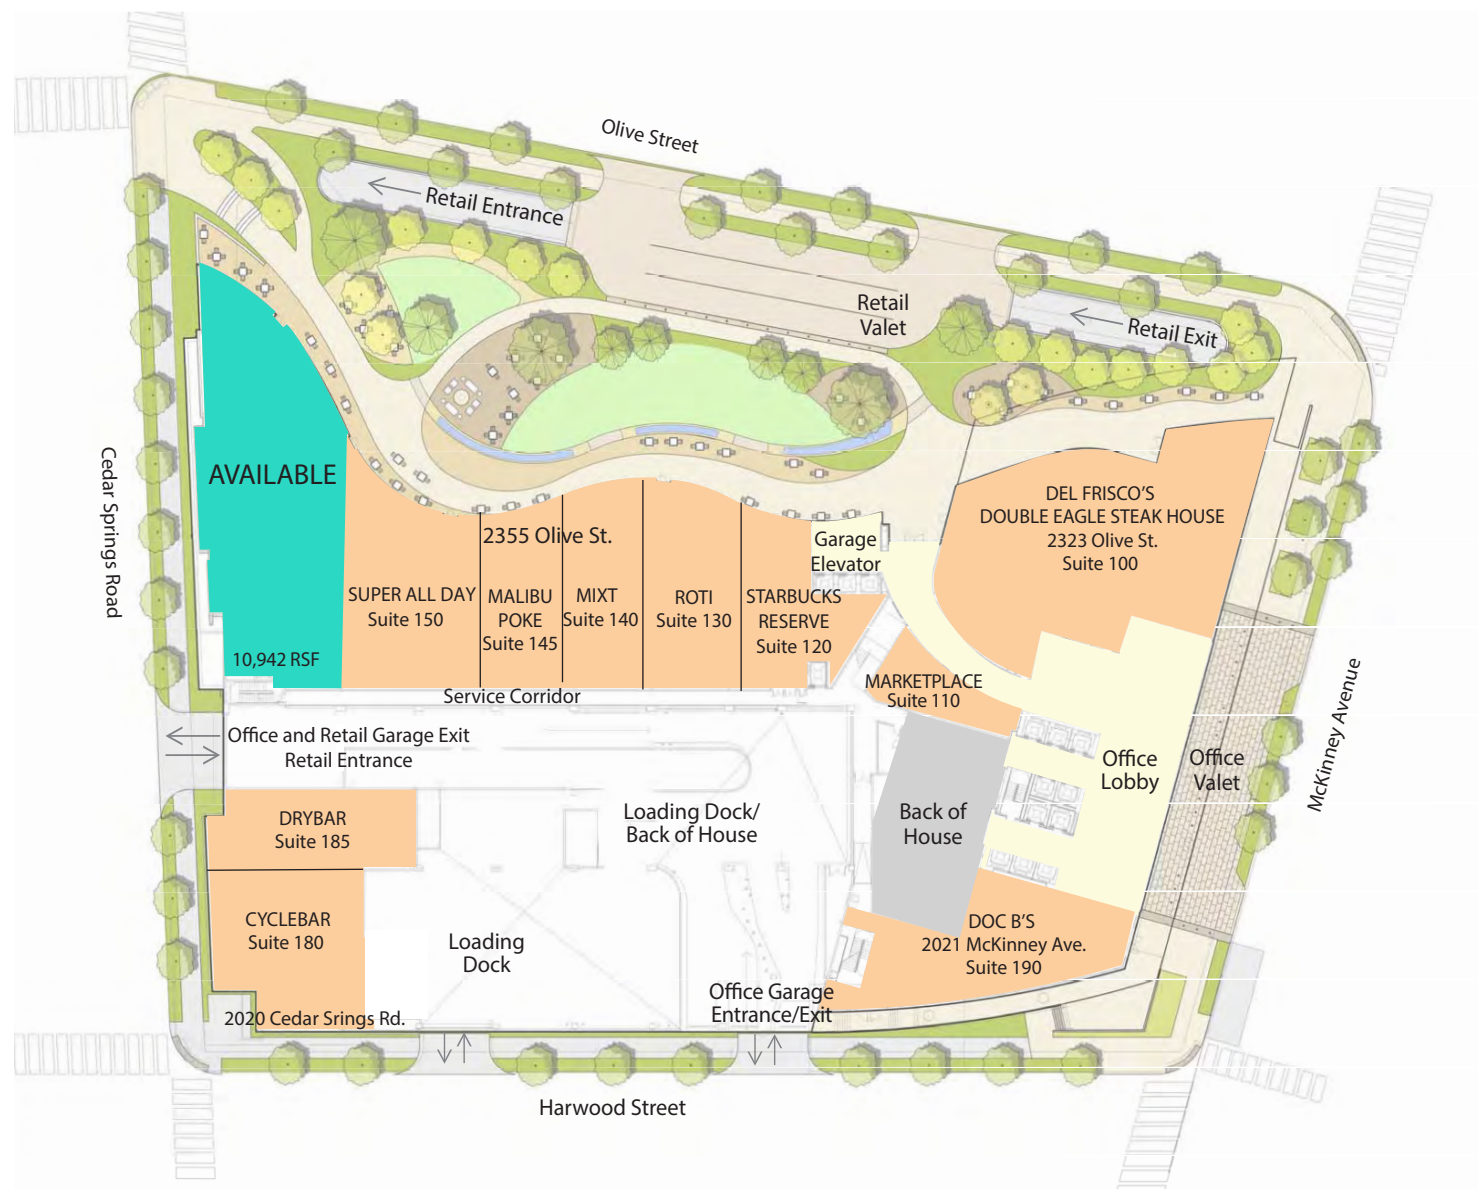 Olive Street
Retail Entrance
Retail
Valet
Retail Exit
Cedar Springs Road
AVAILABLE
10,942 RSF
2355 Olive St.
SUPER ALL DAY
Suite 150
MALIBU
POKE
Suite 145
MIXT
Suite 140
ROTI
Suite 130
STARBUCKS
RESERVE
Suite 120
Garage
Elevator
DEL FRISCO'S
DOUBLE EAGLE STEAK HOUSE
2323 Olive St.
Suite 100
MARKETPLACE
Suite 110
Service Corridor
Office and Retail Garage Exit
Retail Entrance
Office
Lobby
Office
Valet
McKinney Avenue
DRYBAR
Suite 185
Loading Dock/
Back of House
Back of
House
CYCLEBAR
Suite 180
Loading
Dock
DOC B'S
2021 McKinney Ave.
Suite 190
Office Garage
Entrance/Exit
2020 Cedar Srings Rd.
Harwood Street